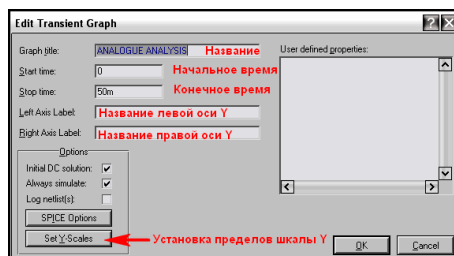 Edit Transient Graph
Graph title: ANALOGUE ANALYSIS Название
User defined properties:
Start time: 0 Начальное время
Stop time: 50m Конечное время
Left Axis Label: Название левой оси Y
Right Axis Label: Название правой оси Y
Options
Initial DC solution:
Always simulate:
Log netlist(s):
SPICE Options
Set Y-Scales Установка пределов шкалы Y
OK Cancel